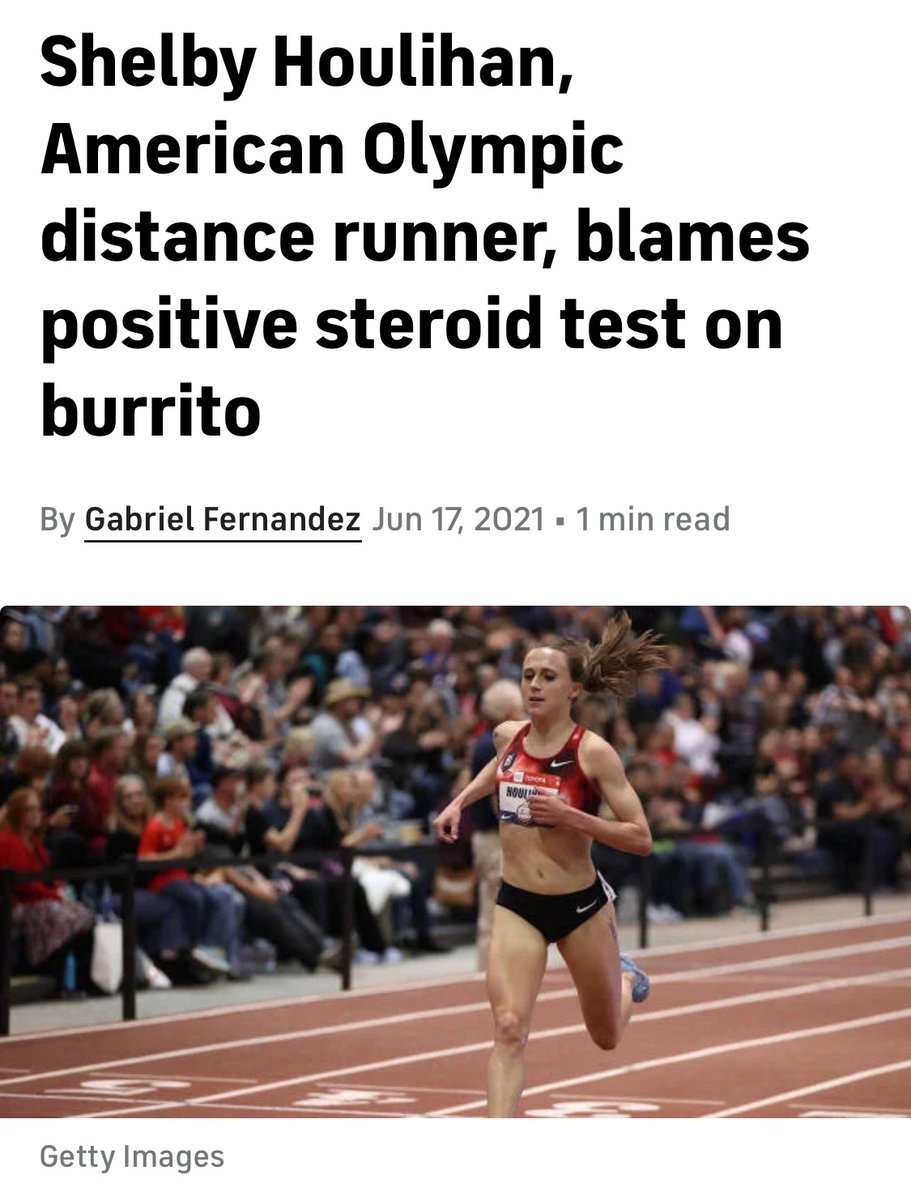 Shelby Houlihan,
American Olympic
distance runner, blames
positive steroid test on
burrito
By Gabriel Fernandez Jun 17, 2021 ▪ 1 min read
TOYOTA
Getty Images